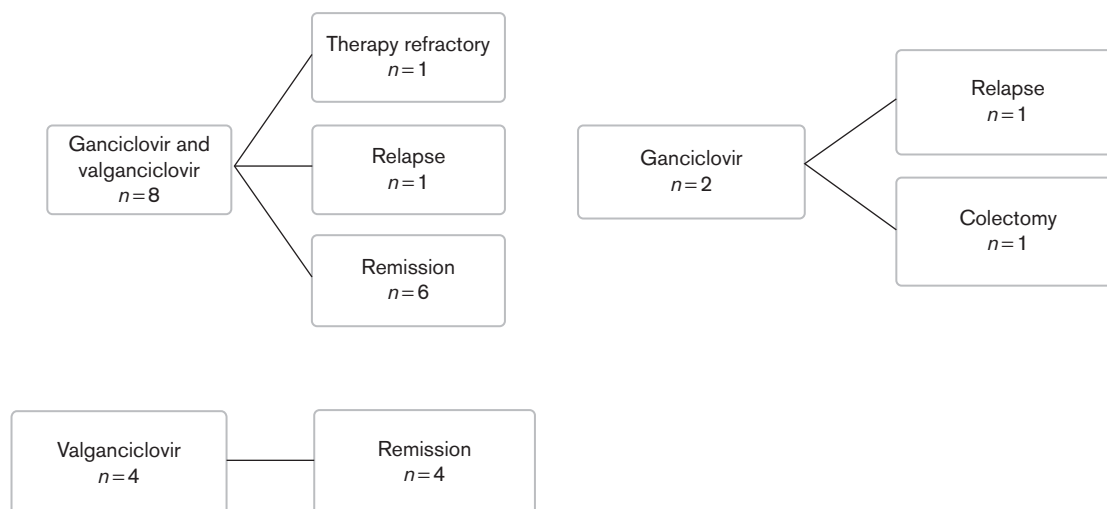 Therapy refractory
n=1
Ganciclovir and
valganciclovir
n=8
Relapse
n=1
Remission
n=6
Ganciclovir
n=2
Relapse
n=1
Colectomy
n=1
Valganciclovir
n=4
Remission
n=4